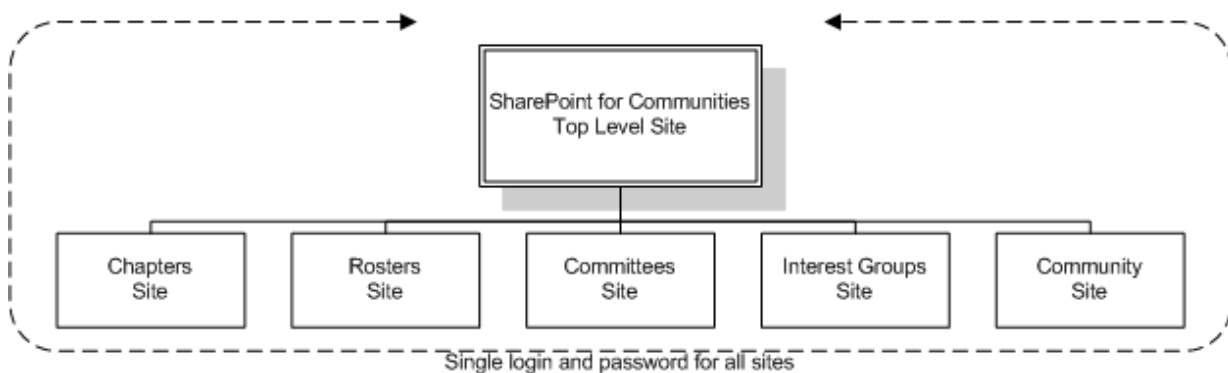 SharePoint for Communities
Top Level Site
Chapters
Site
Rosters
Site
Committees
Site
Interest Groups
Site
Community
Site
Single login and password for all sites